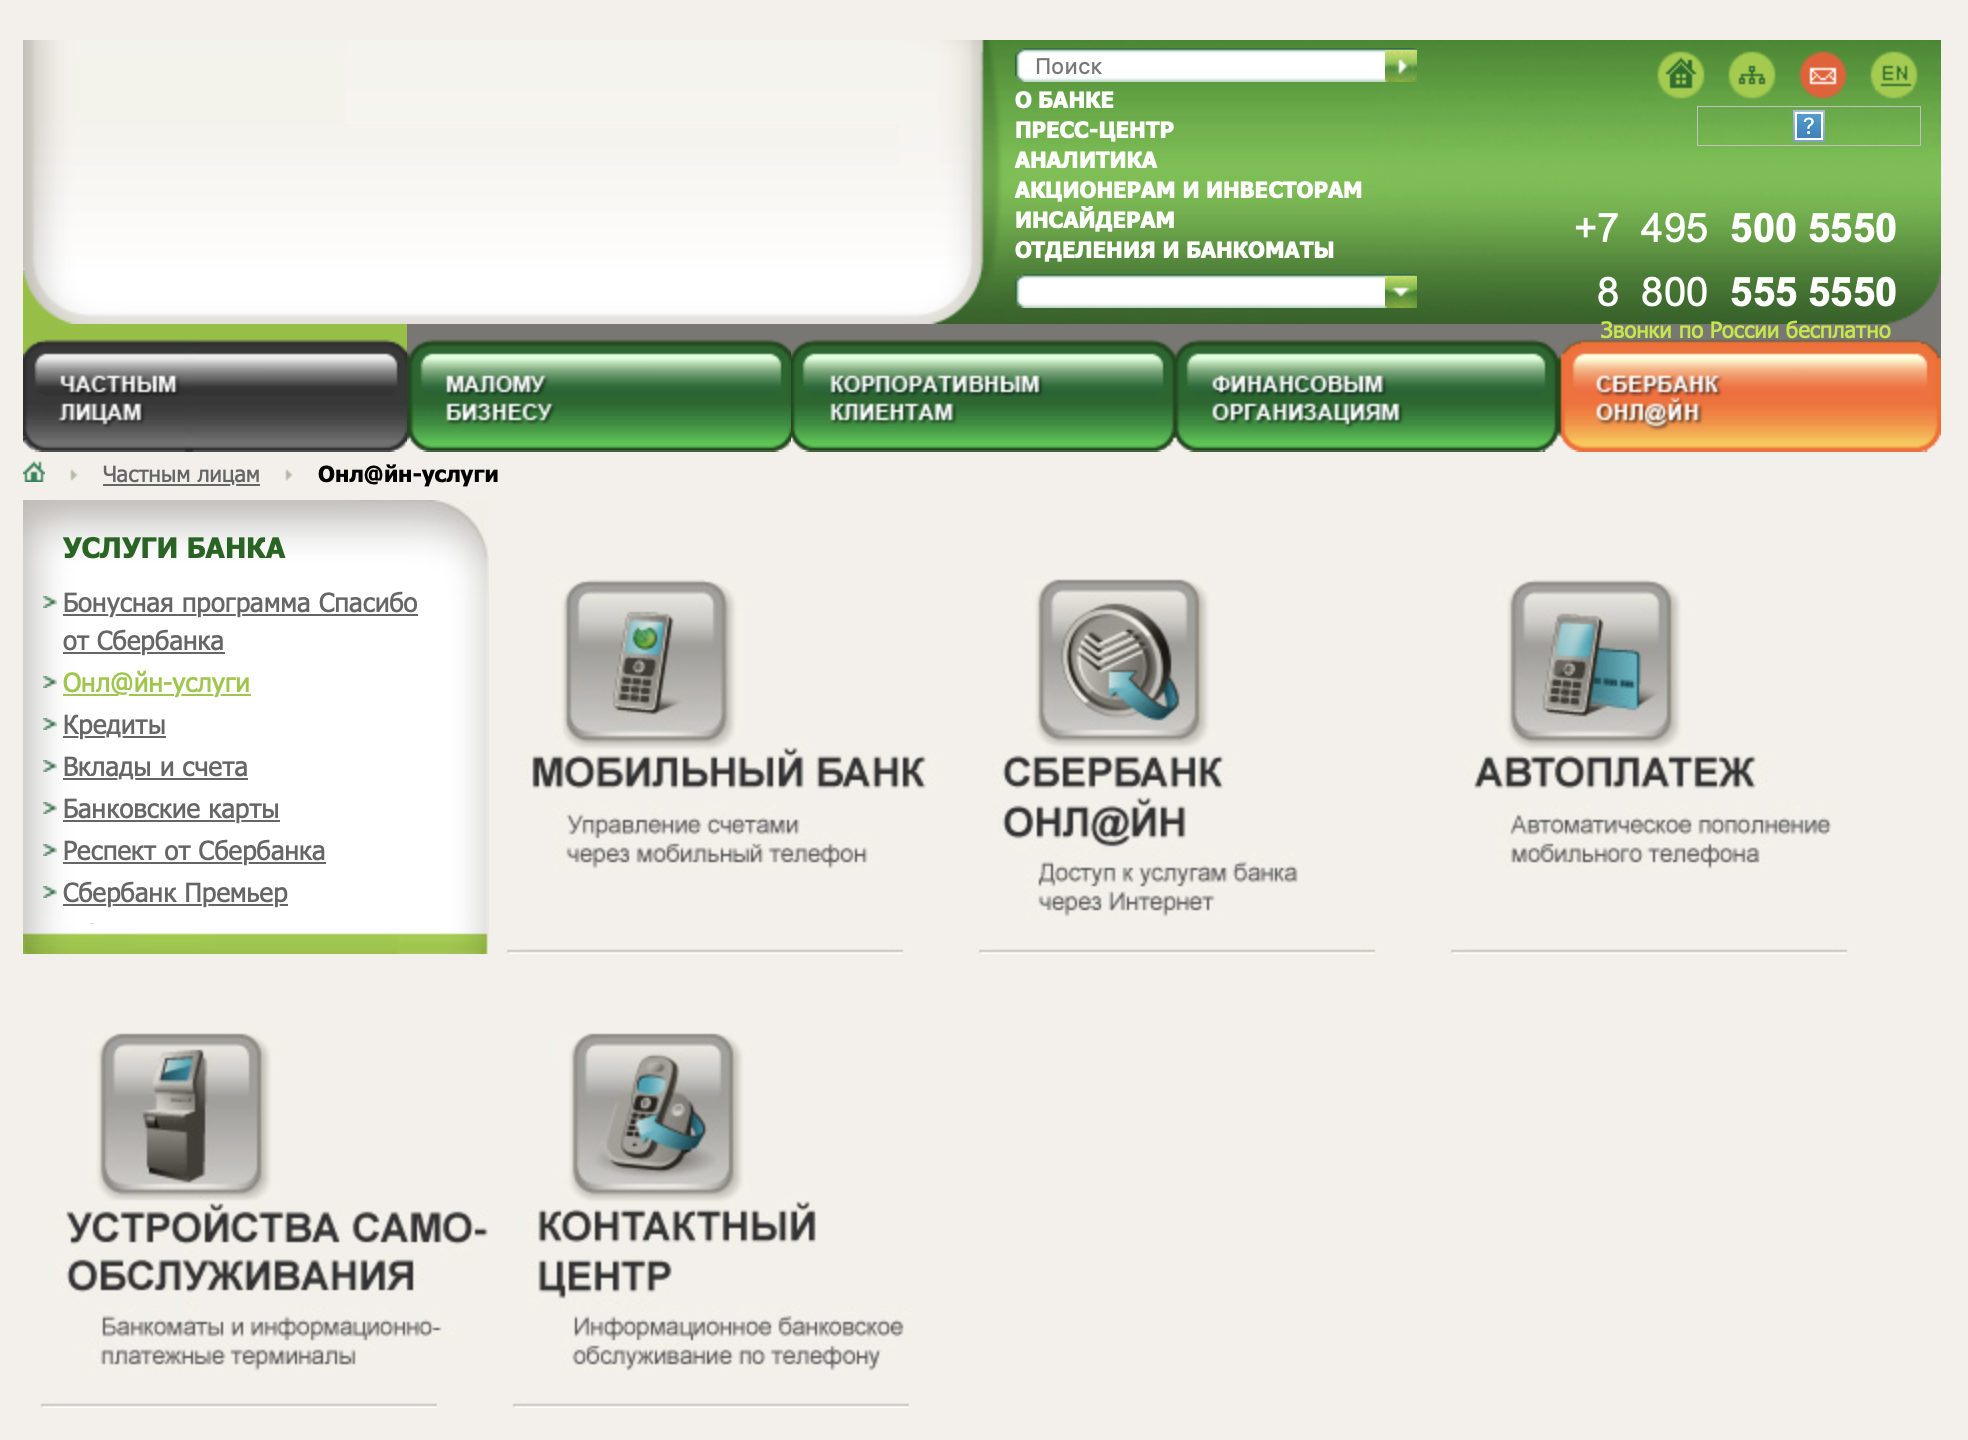 Поиск
EN
О БАНКЕ
ПРЕСС-ЦЕНТР
АНАЛИТИКА
АКЦИОНЕРАМ И ИНВЕСТОРАМ
ИНСАЙДЕРАМ
ОТДЕЛЕНИЯ И БАНКОМАТЫ
?
+7 495 500 5550
8 800 555 5550
Звонки по России бесплатно
ЧАСТНЫМ
ЛИЦАМ
МАЛОМУ
БИЗНЕСУ
КОРПОРАТИВНЫМ
КЛИЕНТАМ
ФИНАНСОВЫМ
ОРГАНИЗАЦИЯМ
СБЕРБАНК
ОНЛ@ЙН
Частным лицам
Онл@йн-услуги
УСЛУГИ БАНКА
Бонусная программа Спасибо
от Сбербанка
Онл@йн-услуги
Кредиты
Вклады и счета
Банковские карты
Респект от Сбербанка
Сбербанк Премьер
МОБИЛЬНЫЙ БАНК
Управление счетами
через мобильный телефон
СБЕРБАНК
ОНЛ@ЙН
Доступ к услугам банка
через Интернет
АВТОПЛАТЕЖ
Автоматическое пополнение
мобильного телефона
УСТРОЙСТВА САМО-
ОБСЛУЖИВАНИЯ
Банкоматы и информационно-
платежные терминалы
КОНТАКТНЫЙ
ЦЕНТР
Информационное банковское
обслуживание по телефону